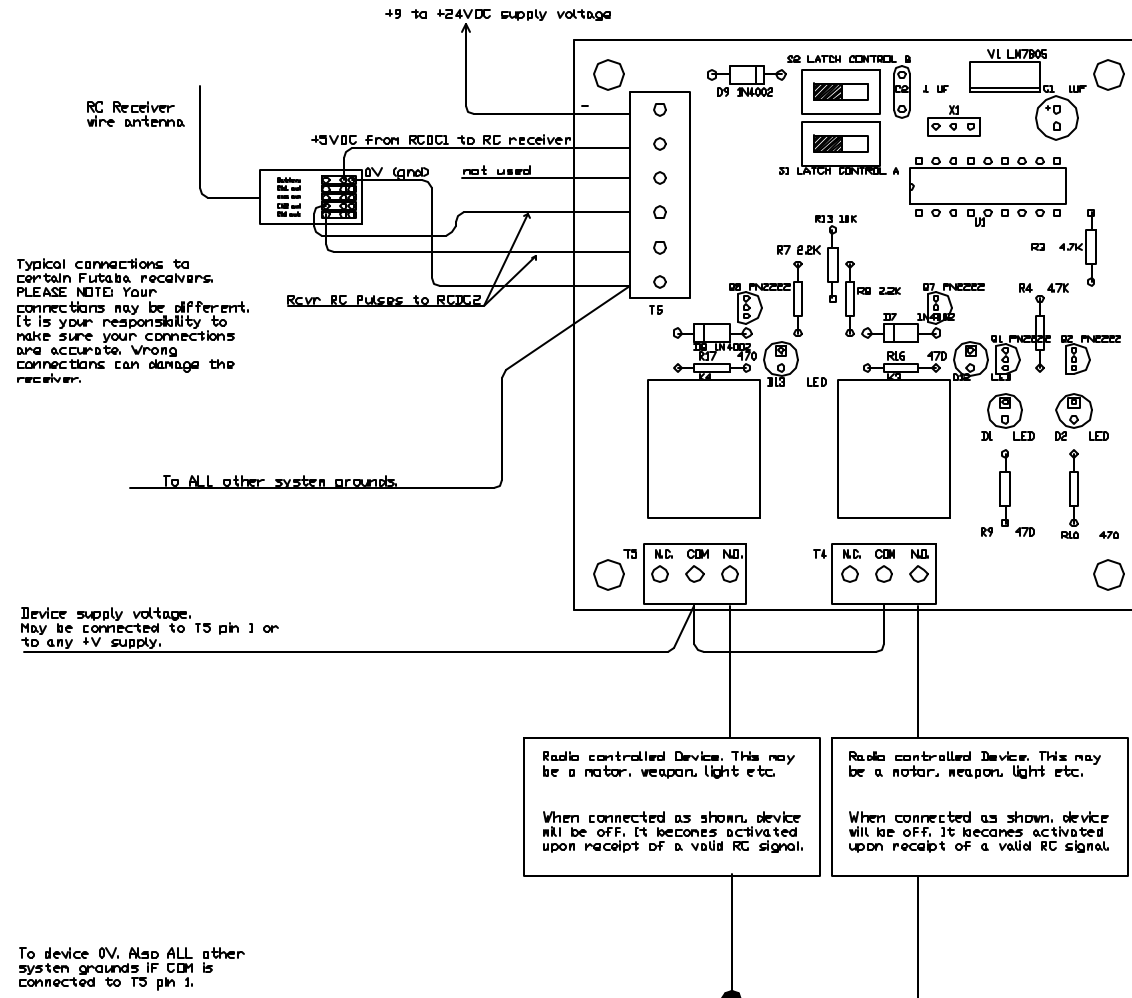 +9 to +24VDC supply voltage
RC Receiver
wire antenna
+5VDC from RCDC1 to RC receiver
0V (gnd)
not used
Rcvr RC Pulses to RCDC2
Typical connections to
certain Futaba receivers.
PLEASE NOTE: Your
connections may be different.
It is your responsibility to
make sure your connections
are accurate. Wrong
connections can damage the
receiver.
To ALL other system grounds.
D9 1N4002
S2 LATCH CONTROL B
C2 .1 UF
V1 LM7805
C1 1UF
X1
S1 LATCH CONTROL A
U1
R13 10K
R7 2.2K
R8 2.2K
R3 4.7K
R4 4.7K
T5
Q8 PN2222
Q7 PN2222
D8 1N4002
D7 1N4002
R17 470
R16 470
K4
K3
D13 LED
D12 LED
Q1 PN2222
Q2 PN2222
D1 LED
D2 LED
R9 470
R10 470
T3 N.C. COM N.O.
T4 N.C. COM N.O.
Device supply voltage.
May be connected to T5 pin 1 or
to any +V supply.
Radio controlled Device. This may
be a motor, weapon, light etc.
When connected as shown, device
will be off. It becomes activated
upon receipt of a valid RC signal.
Radio controlled Device. This may
be a motor, weapon, light etc.
When connected as shown, device
will be off. It becomes activated
upon receipt of a valid RC signal.
To device 0V. Also ALL other
system grounds iF COM is
connected to T5 pin 1.